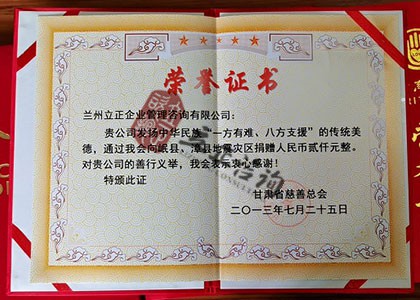 荣誉证书
兰州立正企业管理咨询有限公司：
贵公司发扬中华民族“一方有难、八方支援”的传统美
德，通过我会向岷县、漳县地震灾区捐赠人民币贰仟元整。
对贵公司的善行义举，我会表示衷心感谢！
特颁此证
甘肃省慈善总会
二〇一三年七月二十五日